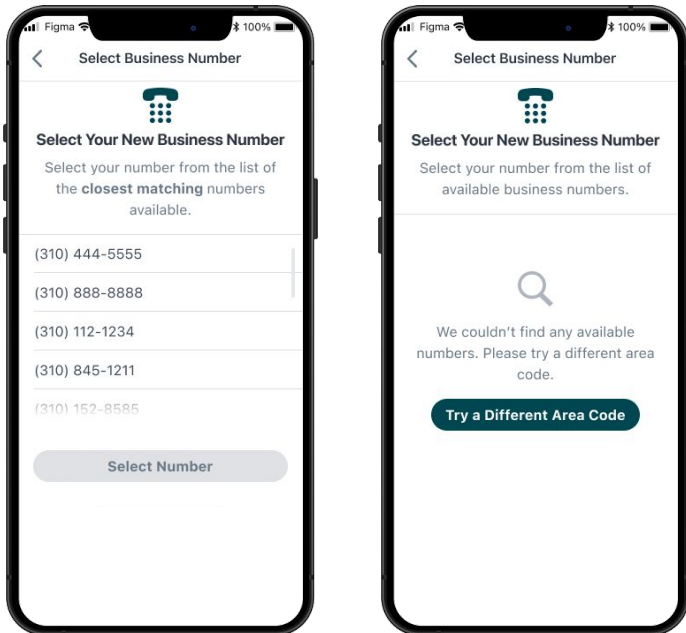 Figma
100%
Select Business Number
Select Your New Business Number
Select your number from the list of
the closest matching numbers
available.
(310) 444-5555
(310) 888-8888
(310) 112-1234
(310) 845-1211
(310) 152-8585
Select Number
Figma
100%
Select Business Number
Select Your New Business Number
Select your number from the list of
available business numbers.
We couldn’t find any available
numbers. Please try a different area
code.
Try a Different Area Code